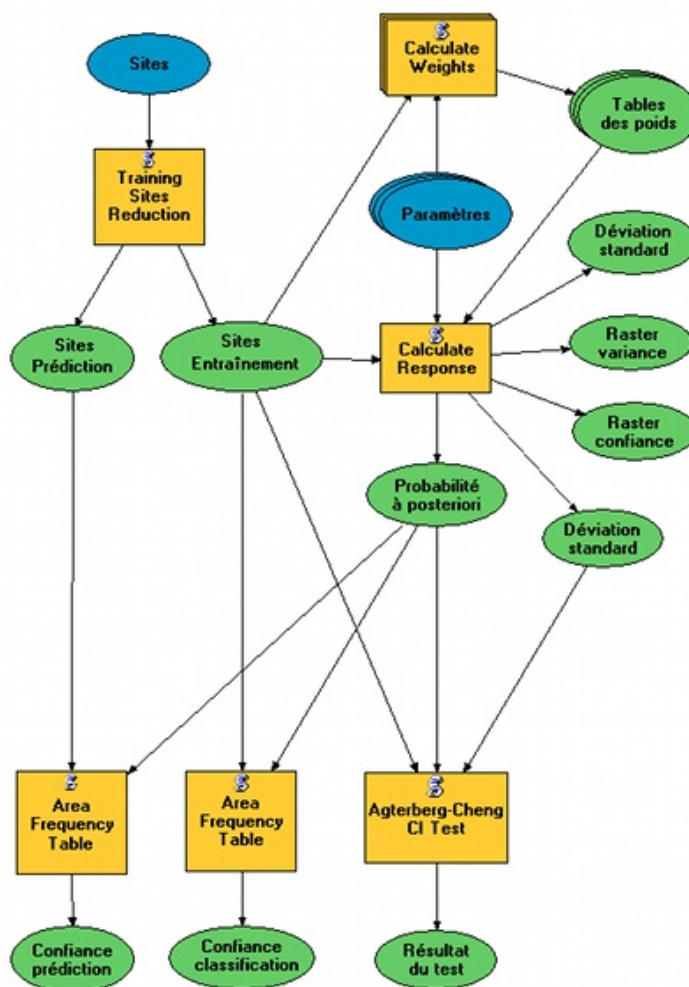 Sites
Calculate
Weights
Tables
des poids
Training
Sites
Reduction
Paramètres
Déviation
standard
Sites
Prédiction
Sites
Entraînement
Calculate
Response
Raster
variance
Raster
confiance
Probabilité
à posteriori
Déviation
standard
Area
Frequency
Table
Area
Frequency
Table
Agterberg-Cheng
CI Test
Confiance
prédiction
Confiance
classification
Résultat
du test